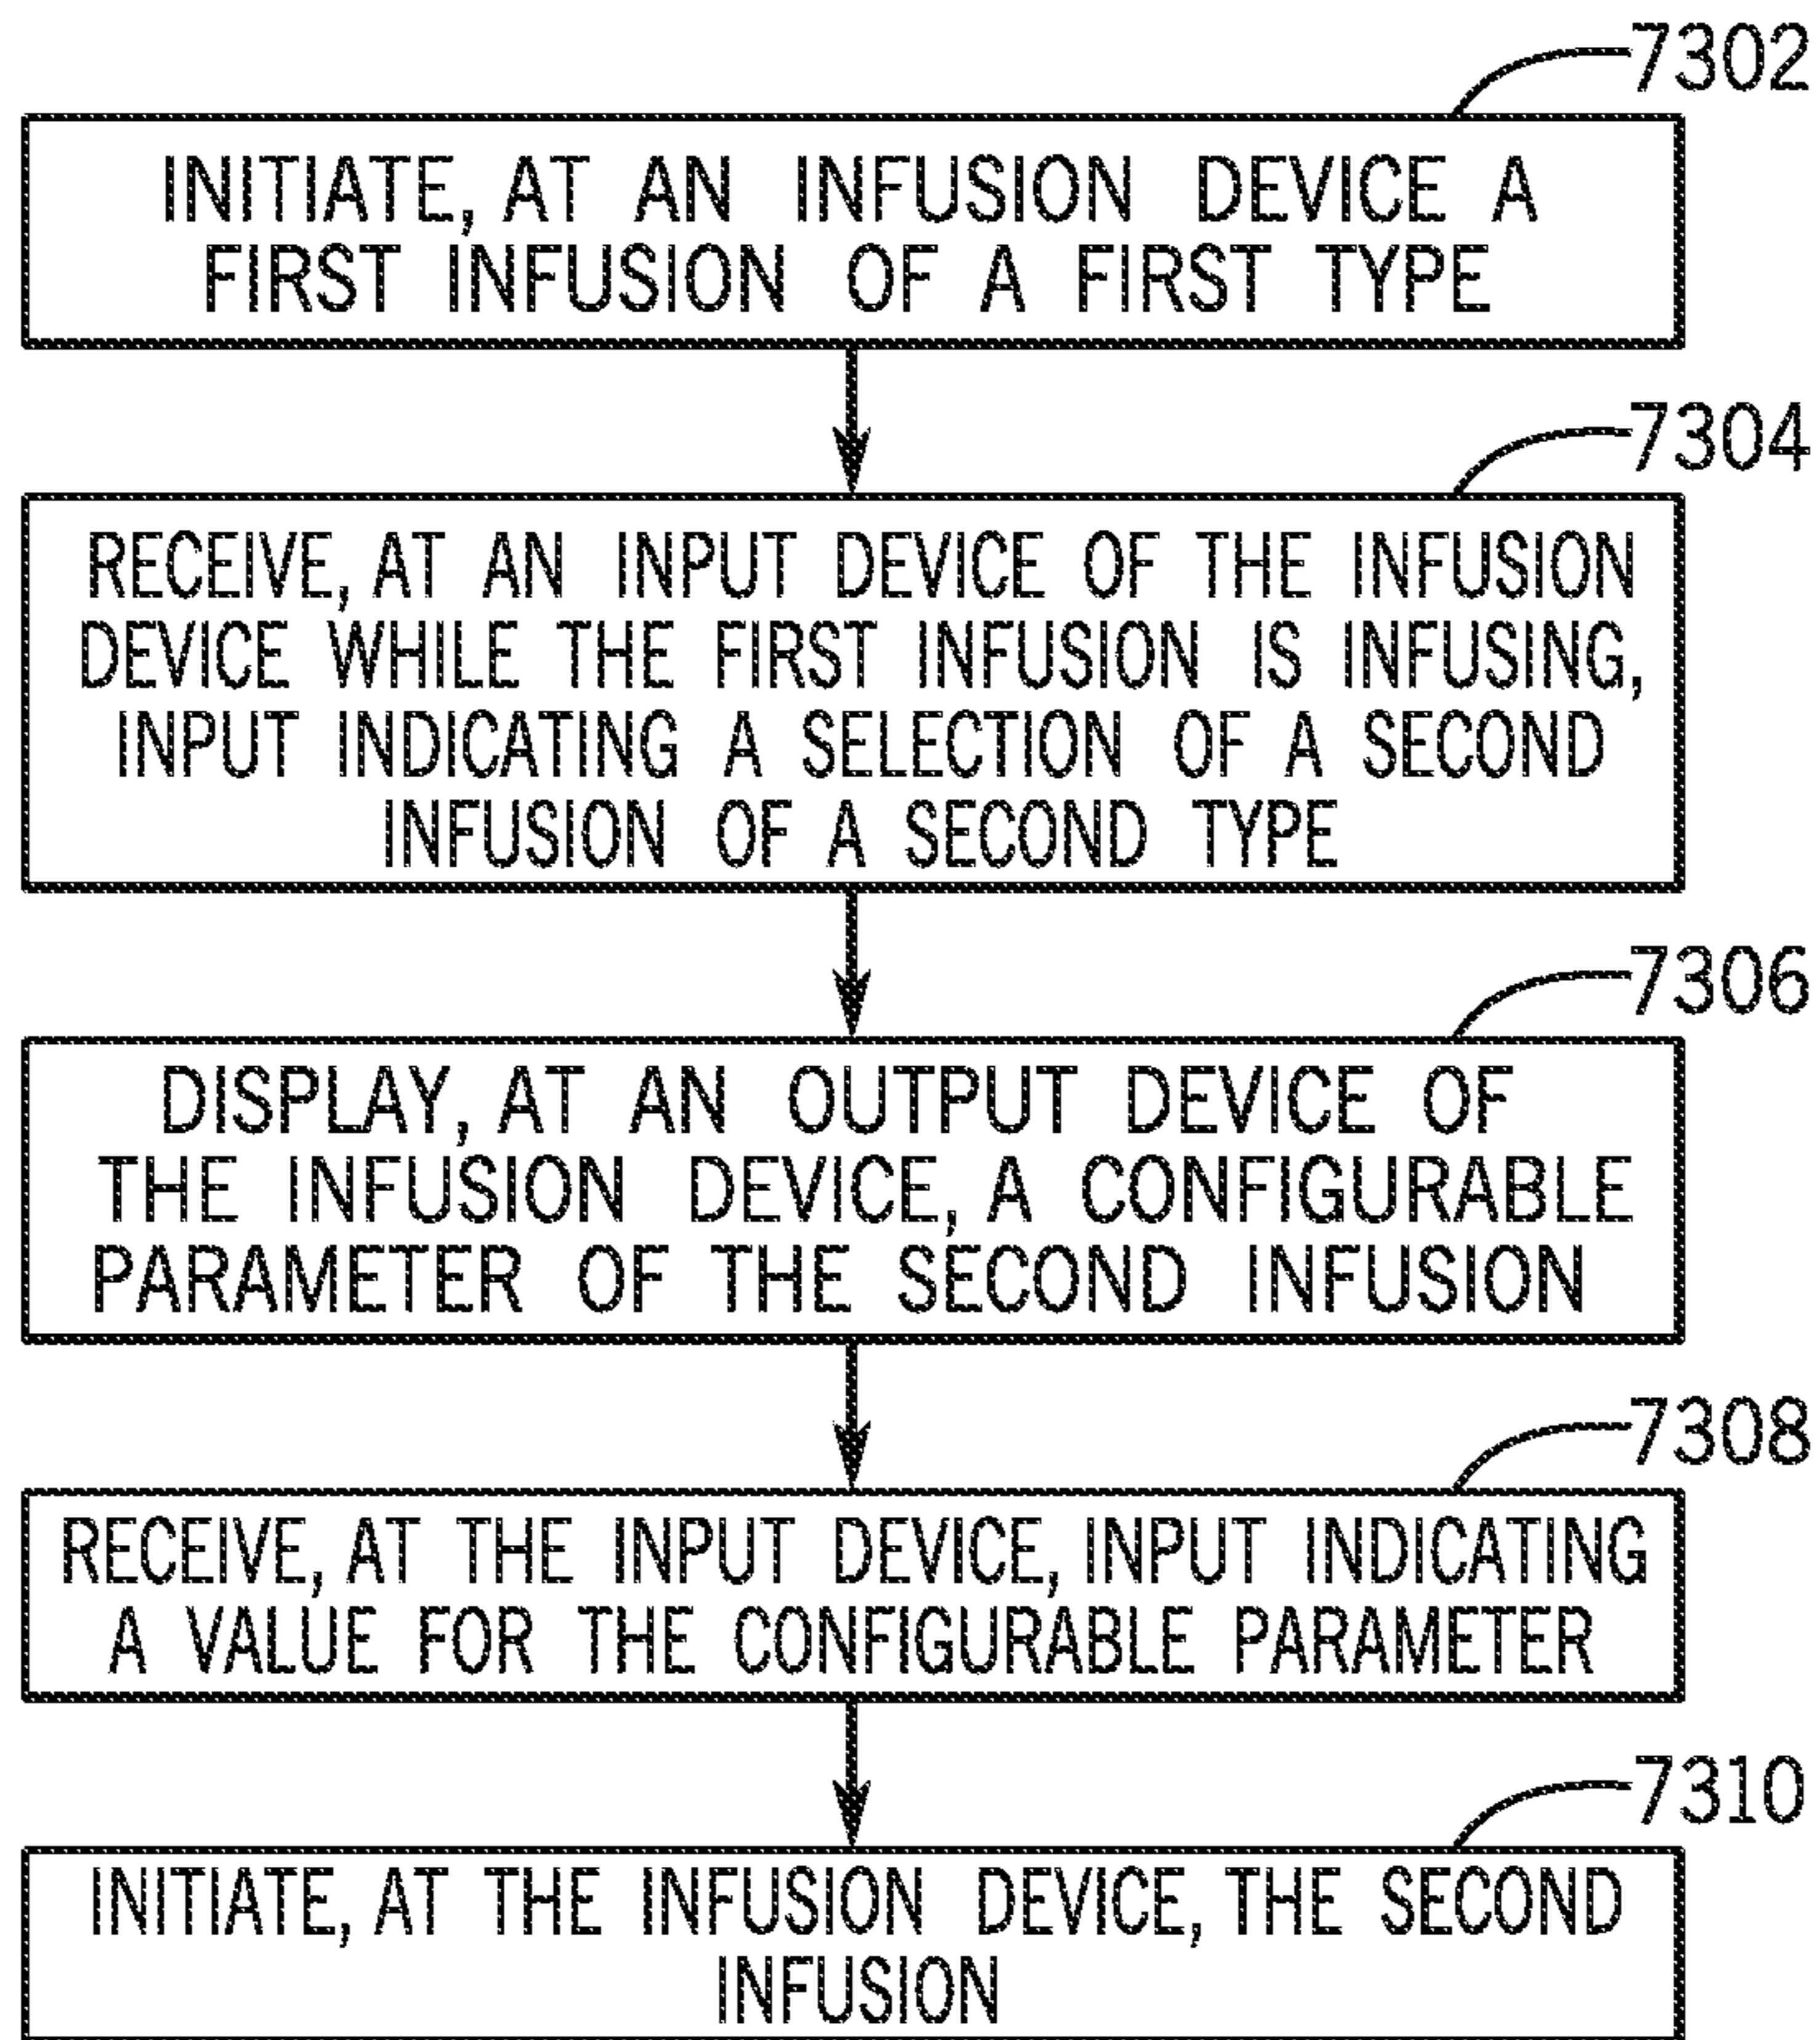 7302
INITIATE, AT AN INFUSION DEVICE A
FIRST INFUSION OF A FIRST TYPE
7304
RECEIVE, AT AN INPUT DEVICE OF THE INFUSION
DEVICE WHILE THE FIRST INFUSION IS INFUSING,
INPUT INDICATING A SELECTION OF A SECOND
INFUSION OF A SECOND TYPE
7306
DISPLAY, AT AN OUTPUT DEVICE OF
THE INFUSION DEVICE, A CONFIGURABLE
PARAMETER OF THE SECOND INFUSION
7308
RECEIVE, AT THE INPUT DEVICE, INPUT INDICATING
A VALUE FOR THE CONFIGURABLE PARAMETER
7310
INITIATE, AT THE INFUSION DEVICE, THE SECOND
INFUSION